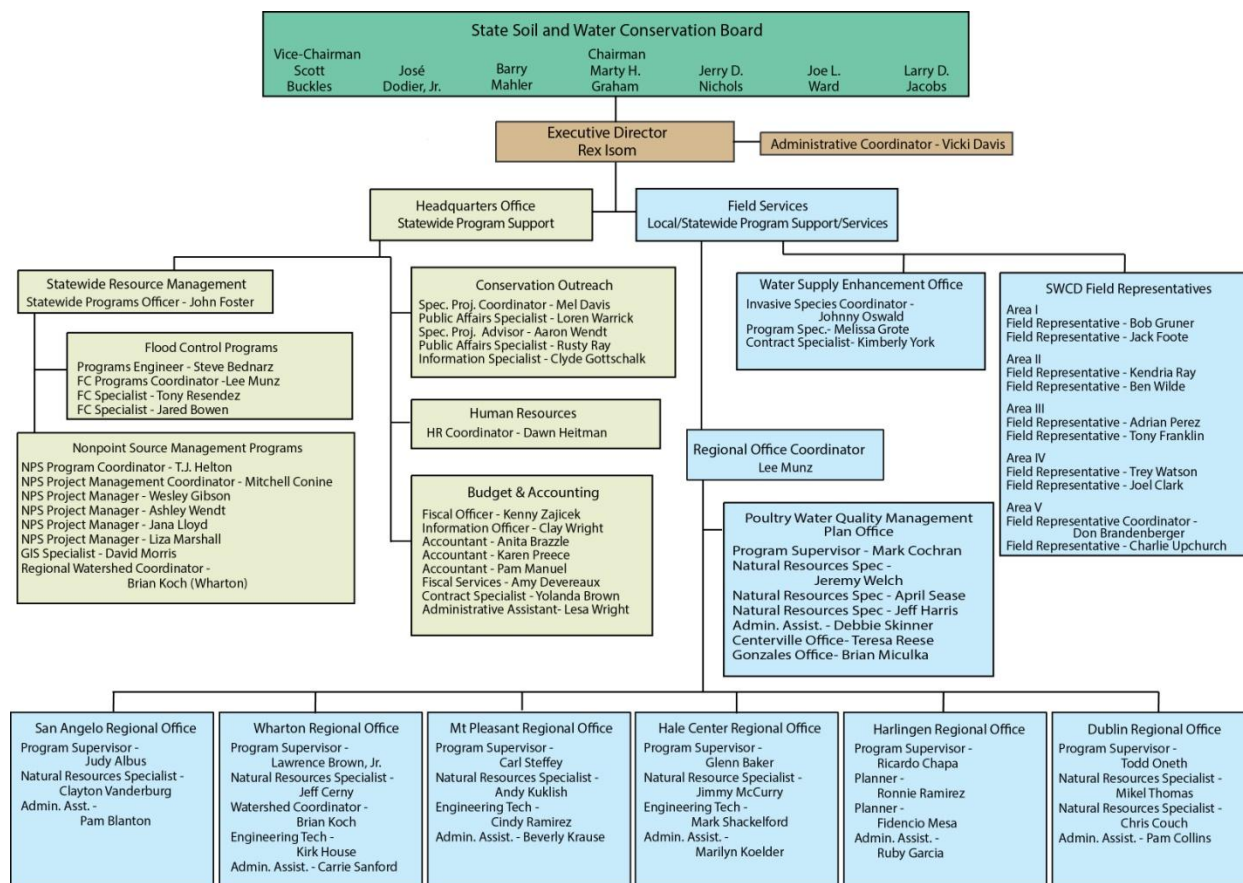 State Soil and Water Conservation Board
Vice-Chairman
Scott
Buckles
José
Dodier, Jr.
Barry
Mahler
Chairman
Marty H.
Graham
Jerry D.
Nichols
Joe L.
Ward
Larry D.
Jacobs
Executive Director
Rex Isom
Administrative Coordinator - Vicki Davis
Headquarters Office
Statewide Program Support
Field Services
Local/Statewide Program Support/Services
Statewide Resource Management
Statewide Programs Officer - John Foster
Flood Control Programs
Programs Engineer - Steve Bednarz
FC Programs Coordinator -Lee Munz
FC Specialist - Tony Resendez
FC Specialist - Jared Bowen
Nonpoint Source Management Programs
NPS Program Coordinator - T.J. Helton
NPS Project Management Coordinator - Mitchell Conine
NPS Project Manager - Wesley Gibson
NPS Project Manager - Ashley Wendt
NPS Project Manager - Jana Lloyd
NPS Project Manager - Liza Marshall
GIS Specialist - David Morris
Regional Watershed Coordinator -
Brian Koch (Wharton)
Conservation Outreach
Spec. Proj. Coordinator - Mel Davis
Public Affairs Specialist - Loren Warrick
Spec. Proj. Advisor - Aaron Wendt
Public Affairs Specialist - Rusty Ray
Information Specialist - Clyde Gottschalk
Human Resources
HR Coordinator - Dawn Heitman
Budget & Accounting
Fiscal Officer - Kenny Zajicek
Information Officer - Clay Wright
Accountant - Anita Brazzle
Accountant - Karen Preece
Accountant - Pam Manuel
Fiscal Services - Amy Devereaux
Contract Specialist - Yolanda Brown
Administrative Assistant- Lesa Wright
Water Supply Enhancement Office
Invasive Species Coordinator -
Johnny Oswald
Program Spec.- Melissa Grote
Contract Specialist- Kimberly York
SWCD Field Representatives
Area I
Field Representative - Bob Gruner
Field Representative - Jack Foote
Area II
Field Representative - Kendria Ray
Field Representative - Ben Wilde
Area III
Field Representative - Adrian Perez
Field Representative - Tony Franklin
Area IV
Field Representative - Trey Watson
Field Representative - Joel Clark
Area V
Field Representative Coordinator -
Don Brandenberger
Field Representative - Charlie Upchurch
Regional Office Coordinator
Lee Munz
Poultry Water Quality Management
Plan Office
Program Supervisor - Mark Cochran
Natural Resources Spec -
Jeremy Welch
Natural Resources Spec - April Sease
Natural Resources Spec - Jeff Harris
Admin. Assist. - Debbie Skinner
Centerville Office- Teresa Reese
Gonzales Office- Brian Miculka
San Angelo Regional Office
Program Supervisor -
Judy Albus
Natural Resources Specialist -
Clayton Vanderburg
Admin. Asst. -
Pam Blanton
Wharton Regional Office
Program Supervisor -
Lawrence Brown, Jr.
Natural Resources Specialist -
Jeff Cerny
Watershed Coordinator -
Brian Koch
Engineering Tech -
Kirk House
Admin. Assist. - Carrie Sanford
Mt Pleasant Regional Office
Program Supervisor -
Carl Steffey
Natural Resources Specialist -
Andy Kuklish
Engineering Tech -
Cindy Ramirez
Admin. Assist. - Beverly Krause
Hale Center Regional Office
Program Supervisor -
Glenn Baker
Natural Resource Specialist -
Jimmy McCurry
Engineering Tech -
Mark Shackelford
Admin. Assist. -
Marilyn Koelder
Harlingen Regional Office
Program Supervisor -
Ricardo Chapa
Planner -
Ronnie Ramirez
Planner -
Fidencio Mesa
Admin. Assist. -
Ruby Garcia
Dublin Regional Office
Program Supervisor -
Todd Oneth
Natural Resources Specialist -
Mikel Thomas
Natural Resources Specialist -
Chris Couch
Admin. Assist. - Pam Collins